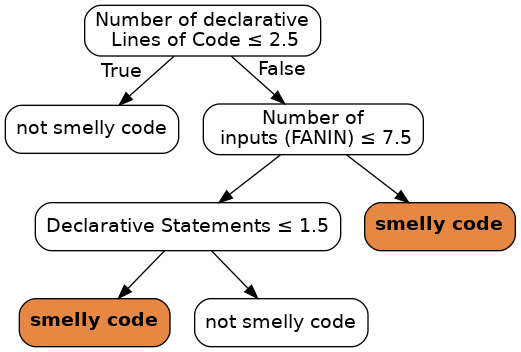 Number of declarative
Lines of Code ≤ 2.5
True
False
not smelly code
Number of
inputs (FANIN) ≤ 7.5
Declarative Statements ≤ 1.5
smelly code
smelly code
not smelly code